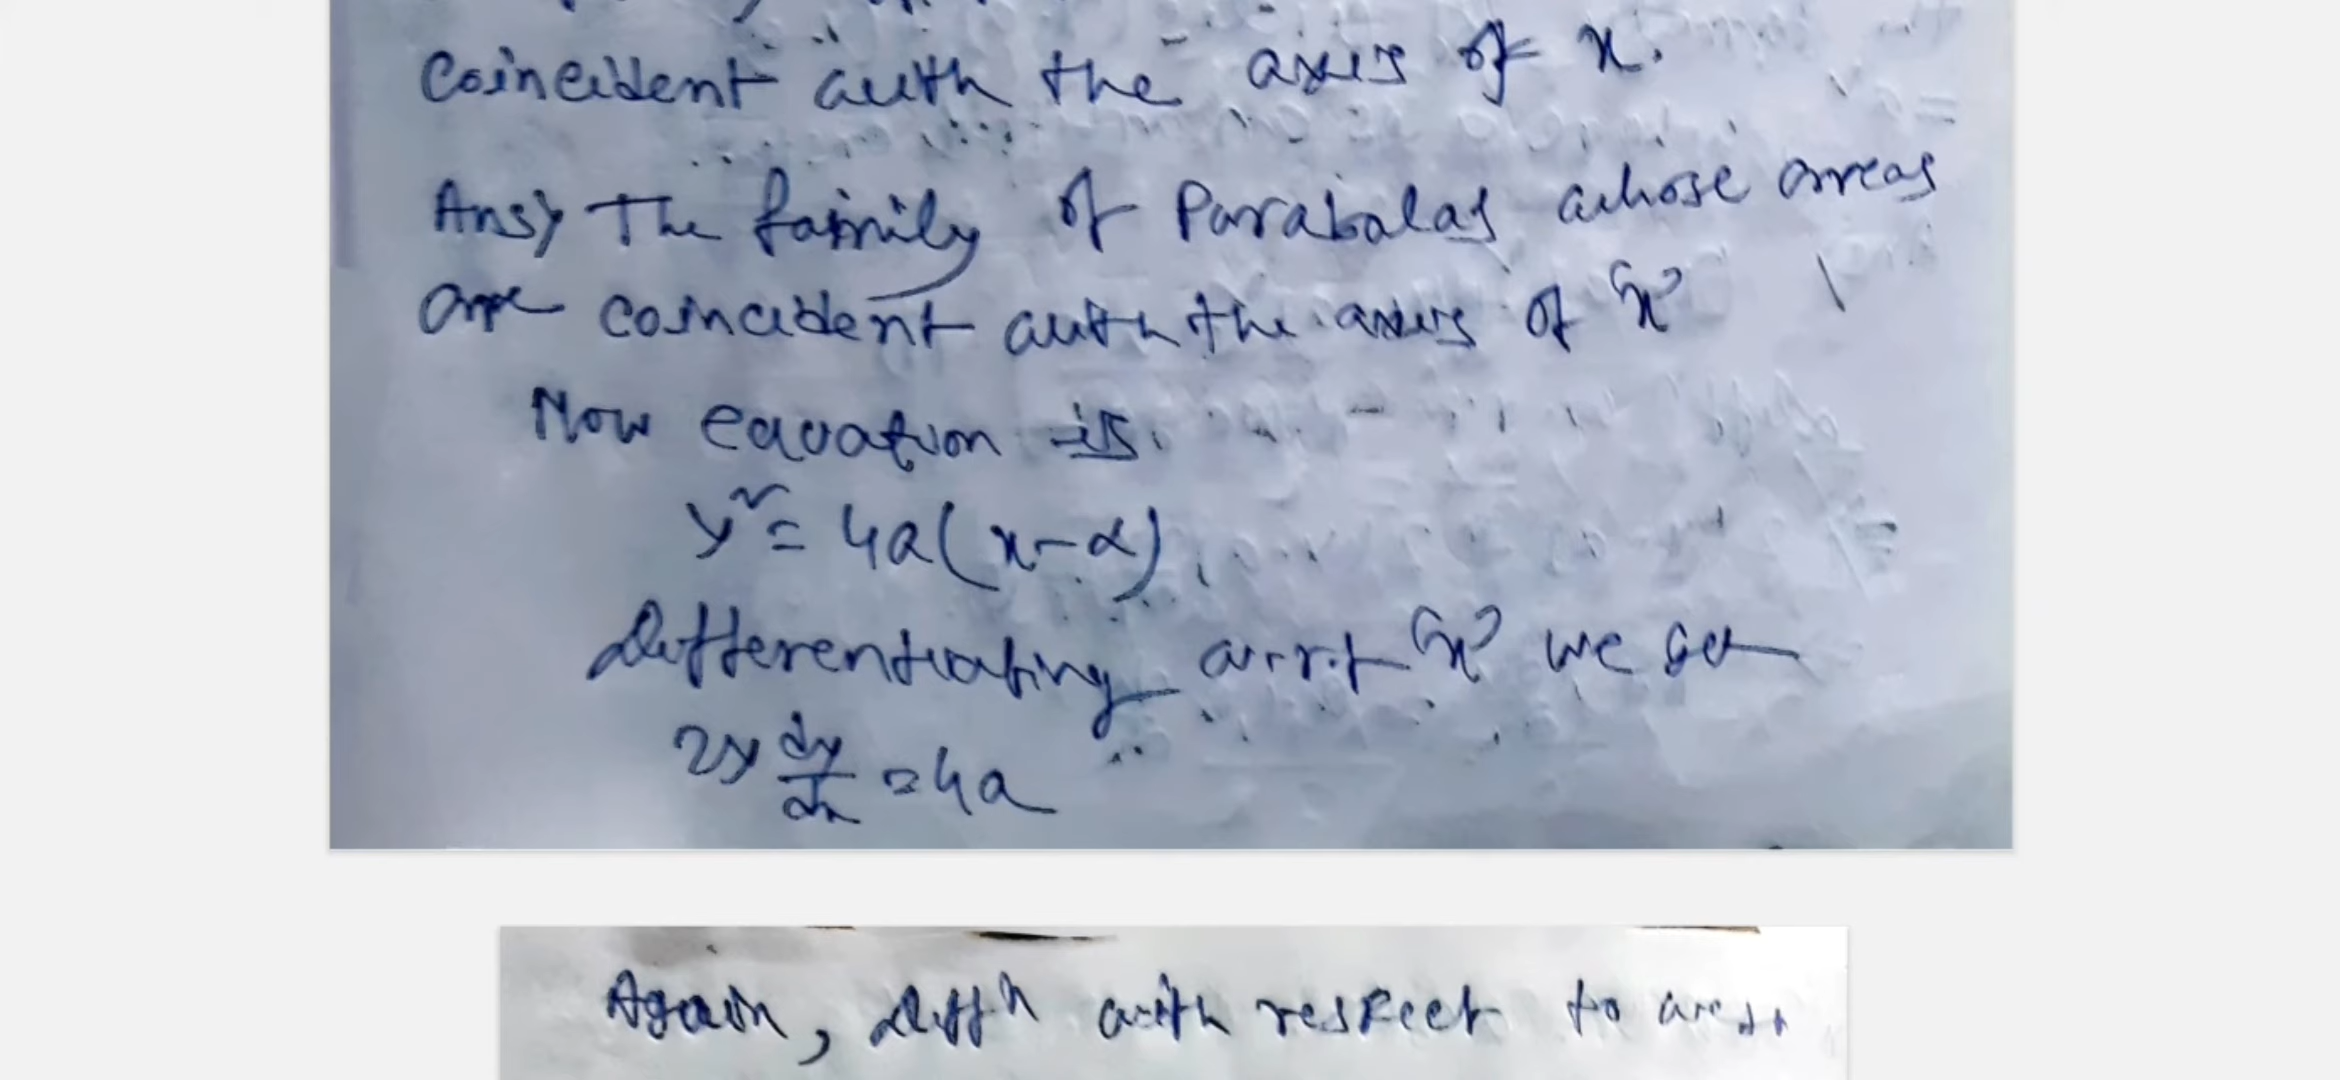 Coincident with the axis of x.
Ans) The family of Parabolas whose areas
are coincident with the axis of 'x'
Now equation is.
y² = 4a(x-α).
Differentiating w.r.t 'x' we get
2y dy/dx = 4a
Again, diffn with respect to